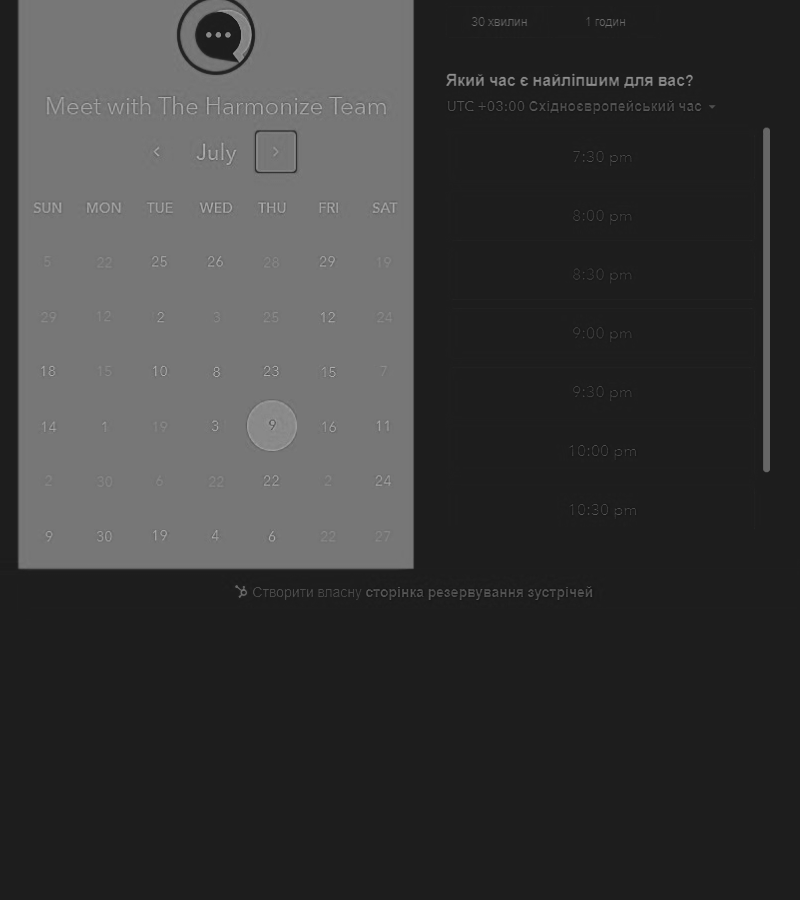 30 хвилин 1 годин
Який час є найліпшим для вас?
UTC +03:00 Східноєвропейський час
Meet with The Harmonize Team
July
SUN MON TUE WED THU FRI SAT
5 22 25 26 28 29 19
29 12 2 3 25 12 24
18 15 10 8 23 15 7
14 1 19 3 9 16 11
2 30 6 22 22 2 24
9 30 19 4 6 22 27
7:30 pm
8:00 pm
8:30 pm
9:00 pm
9:30 pm
10:00 pm
10:30 pm
Створити власну сторінка резервування зустрічей